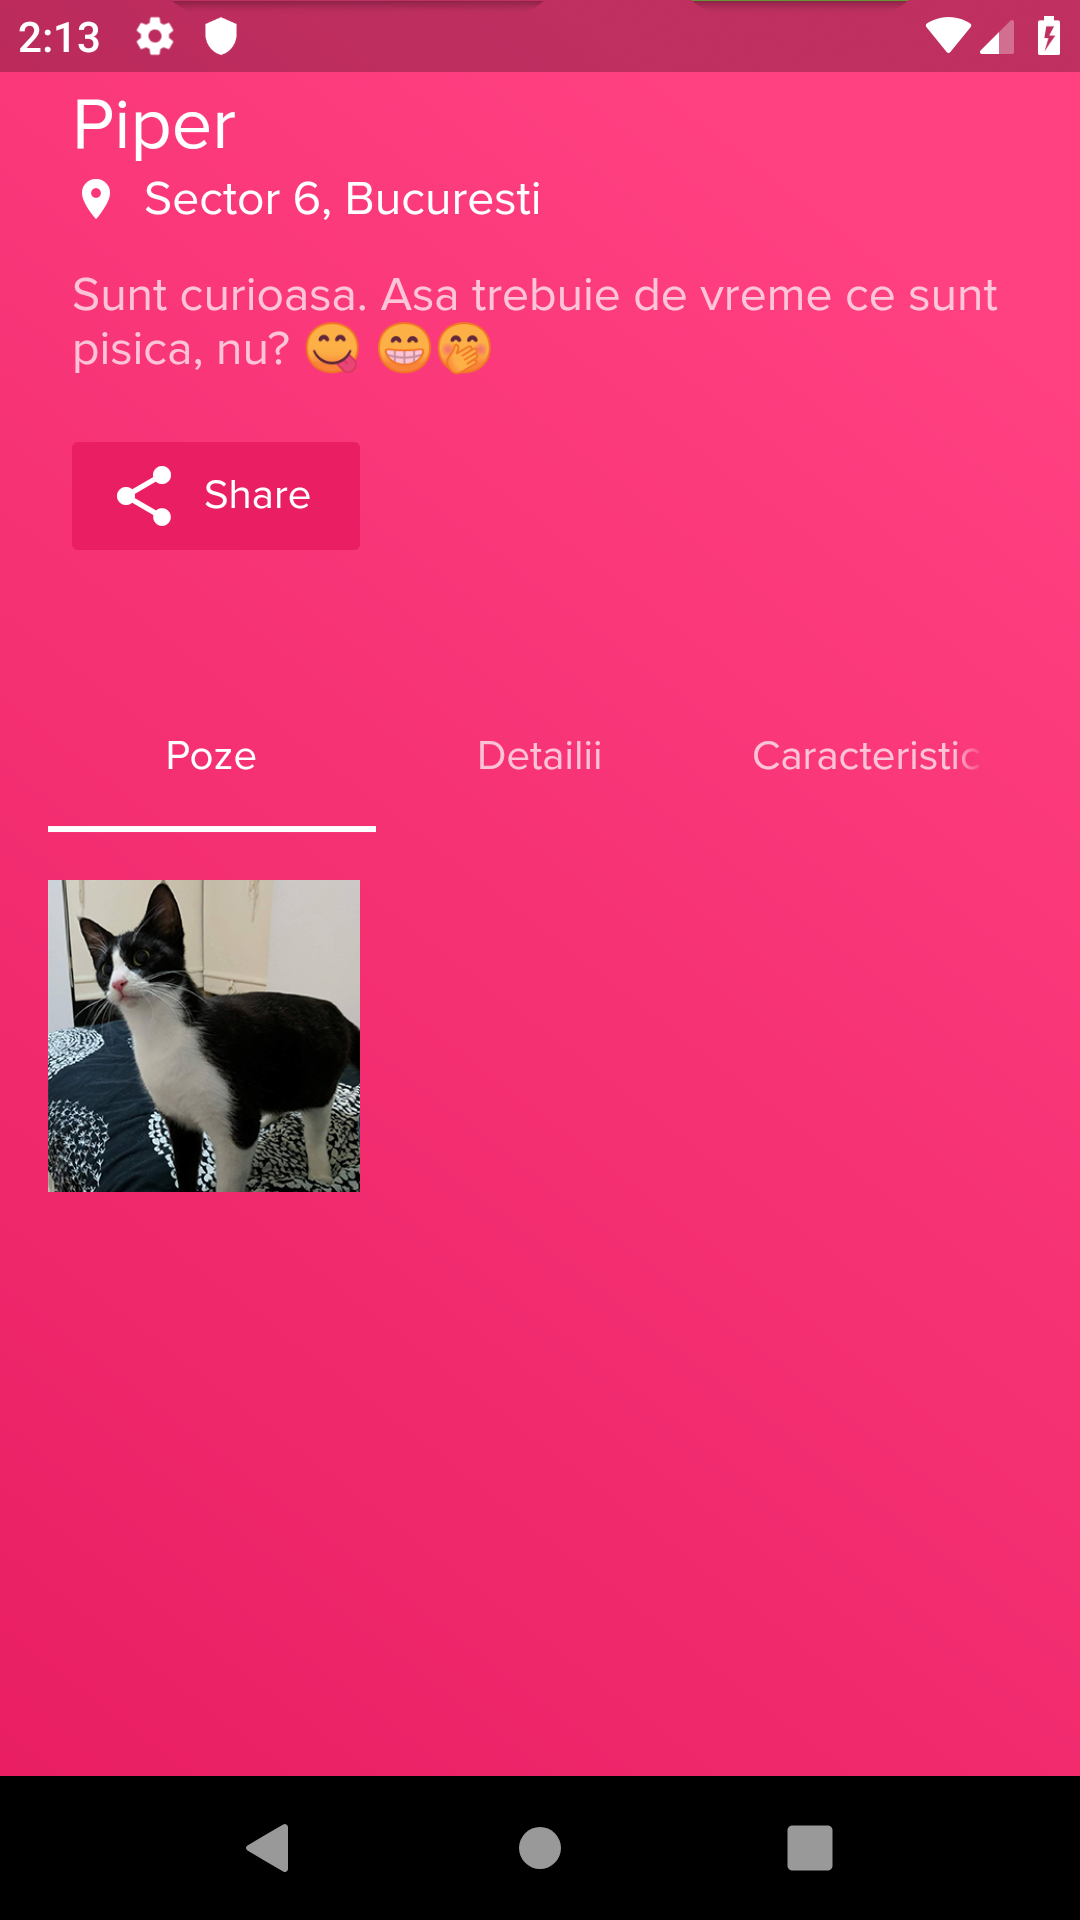 2:13
Piper
Sector 6, Bucuresti
Sunt curioasa. Asa trebuie de vreme ce sunt
pisica, nu? 😋 😁🤭
Share
Poze Detailii Caracteristic